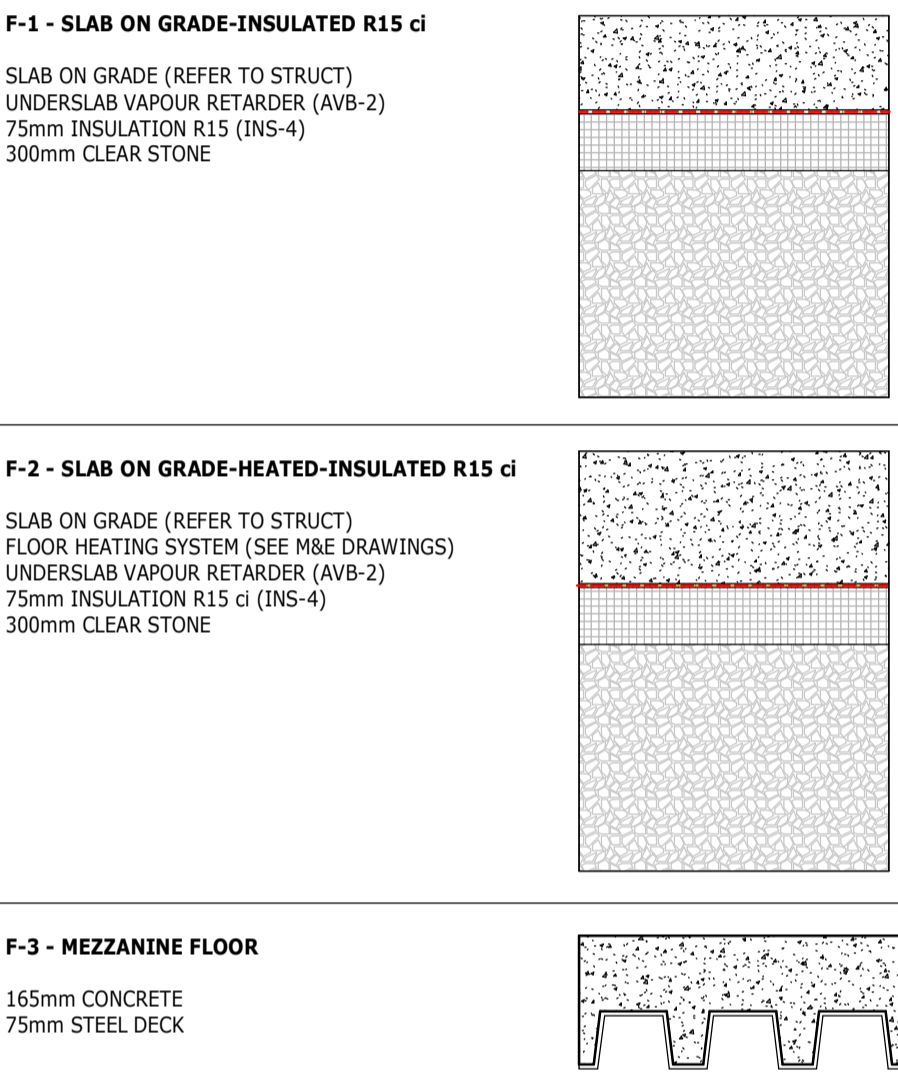 F-1 - SLAB ON GRADE-INSULATED R15 ci
SLAB ON GRADE (REFER TO STRUCT)
UNDERSLAB VAPOUR RETARDER (AVB-2)
75mm INSULATION R15 (INS-4)
300mm CLEAR STONE
F-2 - SLAB ON GRADE-HEATED-INSULATED R15 ci
SLAB ON GRADE (REFER TO STRUCT)
FLOOR HEATING SYSTEM (SEE M&E DRAWINGS)
UNDERSLAB VAPOUR RETARDER (AVB-2)
75mm INSULATION R15 ci (INS-4)
300mm CLEAR STONE
F-3 - MEZZANINE FLOOR
165mm CONCRETE
75mm STEEL DECK